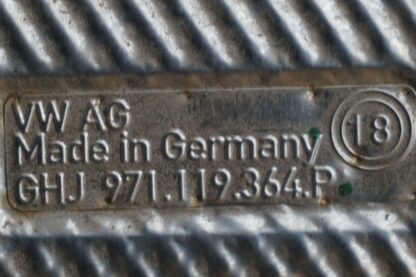 VW AG
Made in Germany 18
GHJ 971.119.364.P